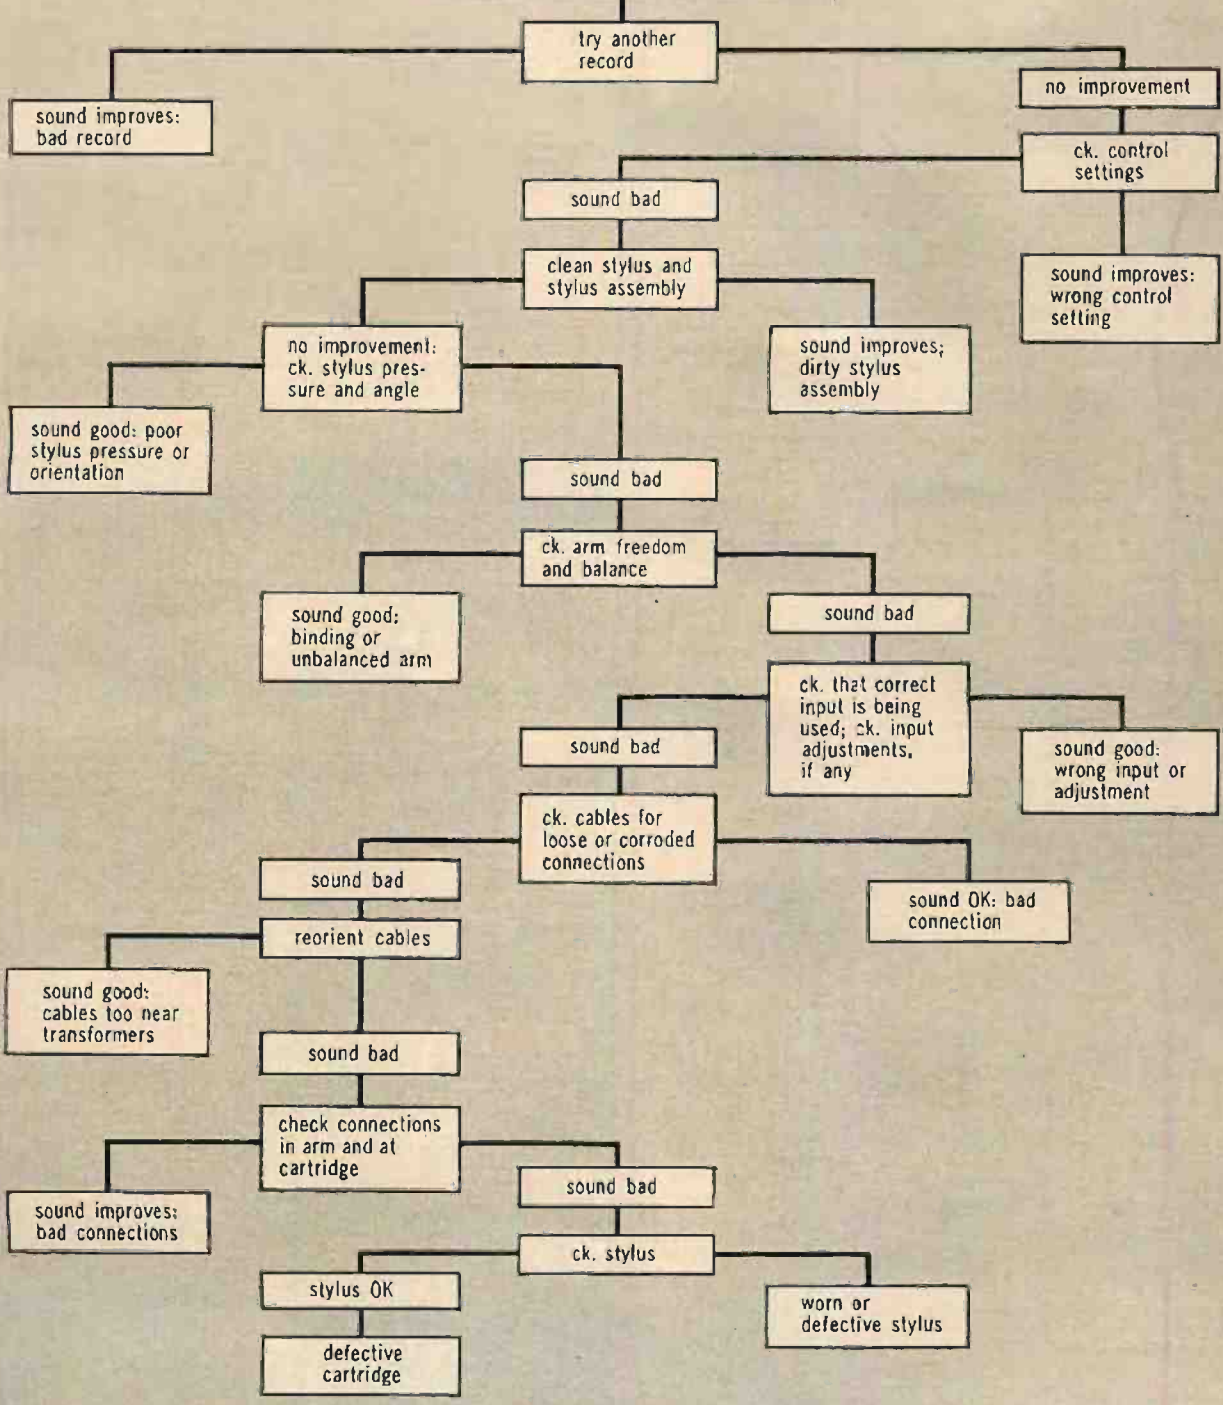 try another
record
no improvement
sound improves:
bad record
ck. control
settings
sound bad
clean stylus and
stylus assembly
sound improves:
wrong control
setting
no improvement:
ck. stylus pres-
sure and angle
sound improves;
dirty stylus
assembly
sound good: poor
stylus pressure or
orientation
sound bad
ck. arm freedom
and balance
sound good:
binding or
unbalanced arm
sound bad
ck. that correct
input is being
used; ck. input
adjustments,
if any
sound bad
sound good:
wrong input or
adjustment
ck. cables for
loose or corroded
connections
sound bad
sound OK: bad
connection
reorient cables
sound good:
cables too near
transformers
sound bad
check connections
in arm and at
cartridge
sound bad
sound improves:
bad connections
ck. stylus
stylus OK
worn or
defective stylus
defective
cartridge